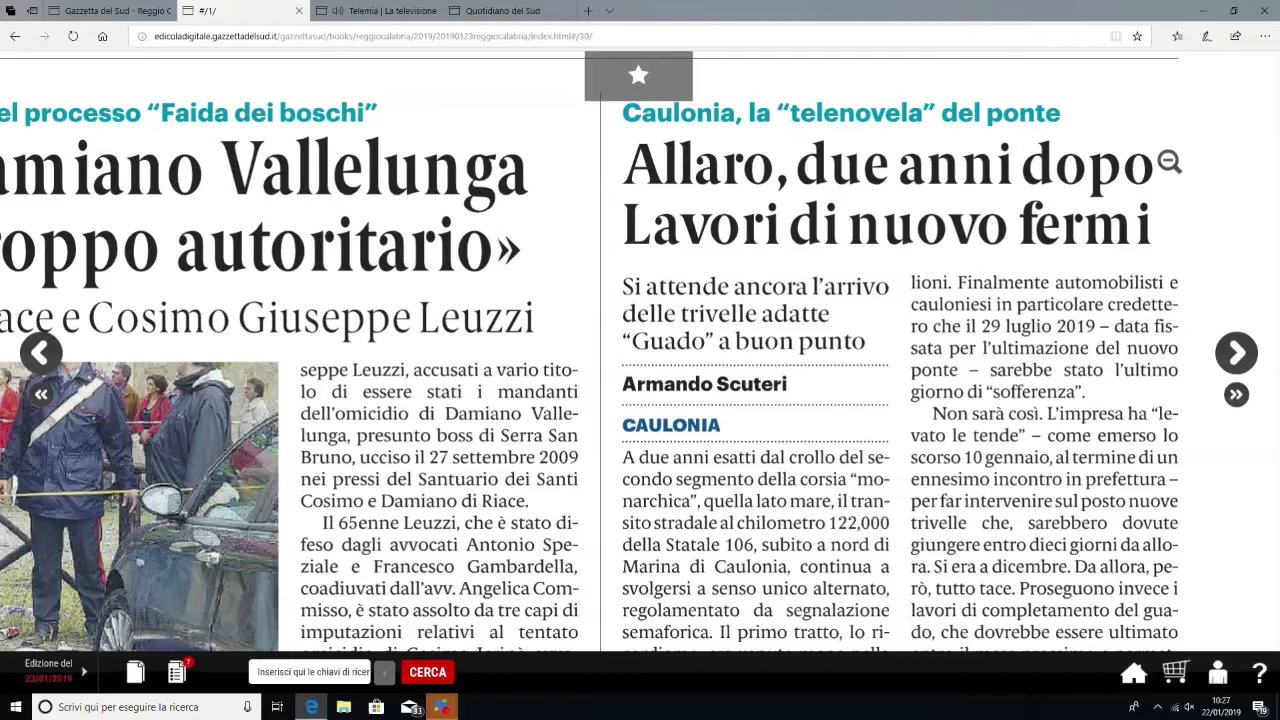 Gazzetta del Sud - Reggio C
#/1/
Telemia | La televisione
Gazzetta del Sud
Quotidiano del Sud
edicoladigitale.gazzettadelsud.it/gazzettasud/books/reggiocalabria/2019/20190123reggiocalabria/index.html#/30/
el processo “Faida dei boschi”
amiano Vallelunga
roppo autoritario»
ace e Cosimo Giuseppe Leuzzi
seppe Leuzzi, accusati a vario tito-
lo di essere stati i mandanti
dell’omicidio di Damiano Valle-
lunga, presunto boss di Serra San
Bruno, ucciso il 27 settembre 2009
nei pressi del Santuario dei Santi
Cosimo e Damiano di Riace.
Il 65enne Leuzzi, che è stato di-
feso dagli avvocati Antonio Spe-
ziale e Francesco Gambardella,
coadiuvati dall’avv. Angelica Com-
misso, è stato assolto da tre capi di
imputazioni relativi al tentato
Caulonia, la “telenovela” del ponte
Allaro, due anni dopo
Lavori di nuovo fermi
Si attende ancora l’arrivo
delle trivelle adatte
“Guado” a buon punto
Armando Scuteri
CAULONIA
A due anni esatti dal crollo del se-
condo segmento della corsia “mo-
narchica”, quella lato mare, il tran-
sito stradale al chilometro 122,000
della Statale 106, subito a nord di
Marina di Caulonia, continua a
svolgersi a senso unico alternato,
regolamentato da segnalazione
semaforica. Il primo tratto, lo ri-
lioni. Finalmente automobilisti e
cauloniesi in particolare credette-
ro che il 29 luglio 2019 – data fis-
sata per l’ultimazione del nuovo
ponte – sarebbe stato l’ultimo
giorno di “sofferenza”.
Non sarà così. L’impresa ha “le-
vato le tende” – come emerso lo
scorso 10 gennaio, al termine di un
ennesimo incontro in prefettura –
per far intervenire sul posto nuove
trivelle che, sarebbero dovute
giungere entro dieci giorni da allo-
ra. Si era a dicembre. Da allora, pe-
rò, tutto tace. Proseguono invece i
lavori di completamento del gua-
do, che dovrebbe essere ultimato
Edizione del
23/01/2019
7
Inserisci qui le chiavi di ricer
CERCA
?
Scrivi qui per eseguire la ricerca
33
10:27
22/01/2019
19